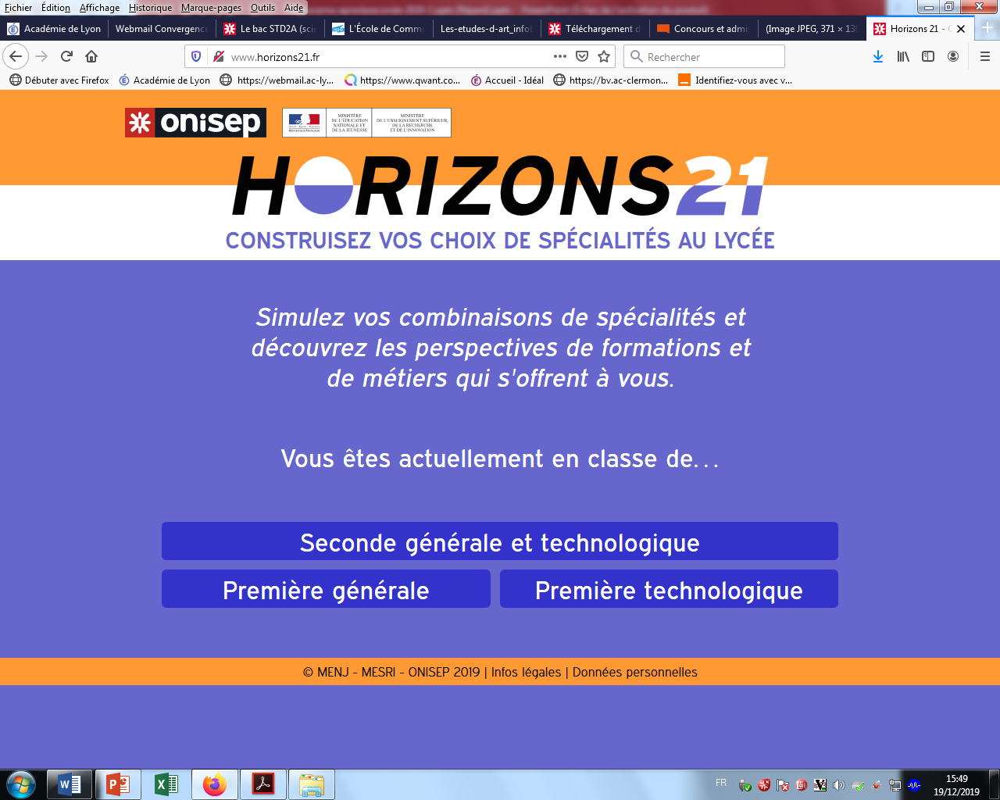 Fichier Édition Affichage Historique Marque-pages Outils Aide
Académie de Lyon
Webmail Convergence
Le bac STD2A (scie
L'École de Commu
Les-etudes-d-art_info
Téléchargement d
Concours et admis
(Image JPEG, 371 × 136
Horizons 21 -
www.horizons21.fr
Rechercher
Débuter avec Firefox
Académie de Lyon
https://webmail.ac-ly...
https://www.qwant.co...
Accueil - Idéal
https://bv.ac-clermon...
Identifiez-vous avec v...
onisep
MINISTÈRE
DE L'ÉDUCATION
NATIONALE ET
DE LA JEUNESSE
MINISTÈRE
DE L'ENSEIGNEMENT SUPÉRIEUR,
DE LA RECHERCHE
ET DE L'INNOVATION
HORIZONS21
CONSTRUISEZ VOS CHOIX DE SPÉCIALITÉS AU LYCÉE
Simulez vos combinaisons de spécialités et
découvrez les perspectives de formations et
de métiers qui s'offrent à vous.
Vous êtes actuellement en classe de...
Seconde générale et technologique
Première générale
Première technologique
© MENJ - MESRI - ONISEP 2019 | Infos légales | Données personnelles
FR
15:49
19/12/2019